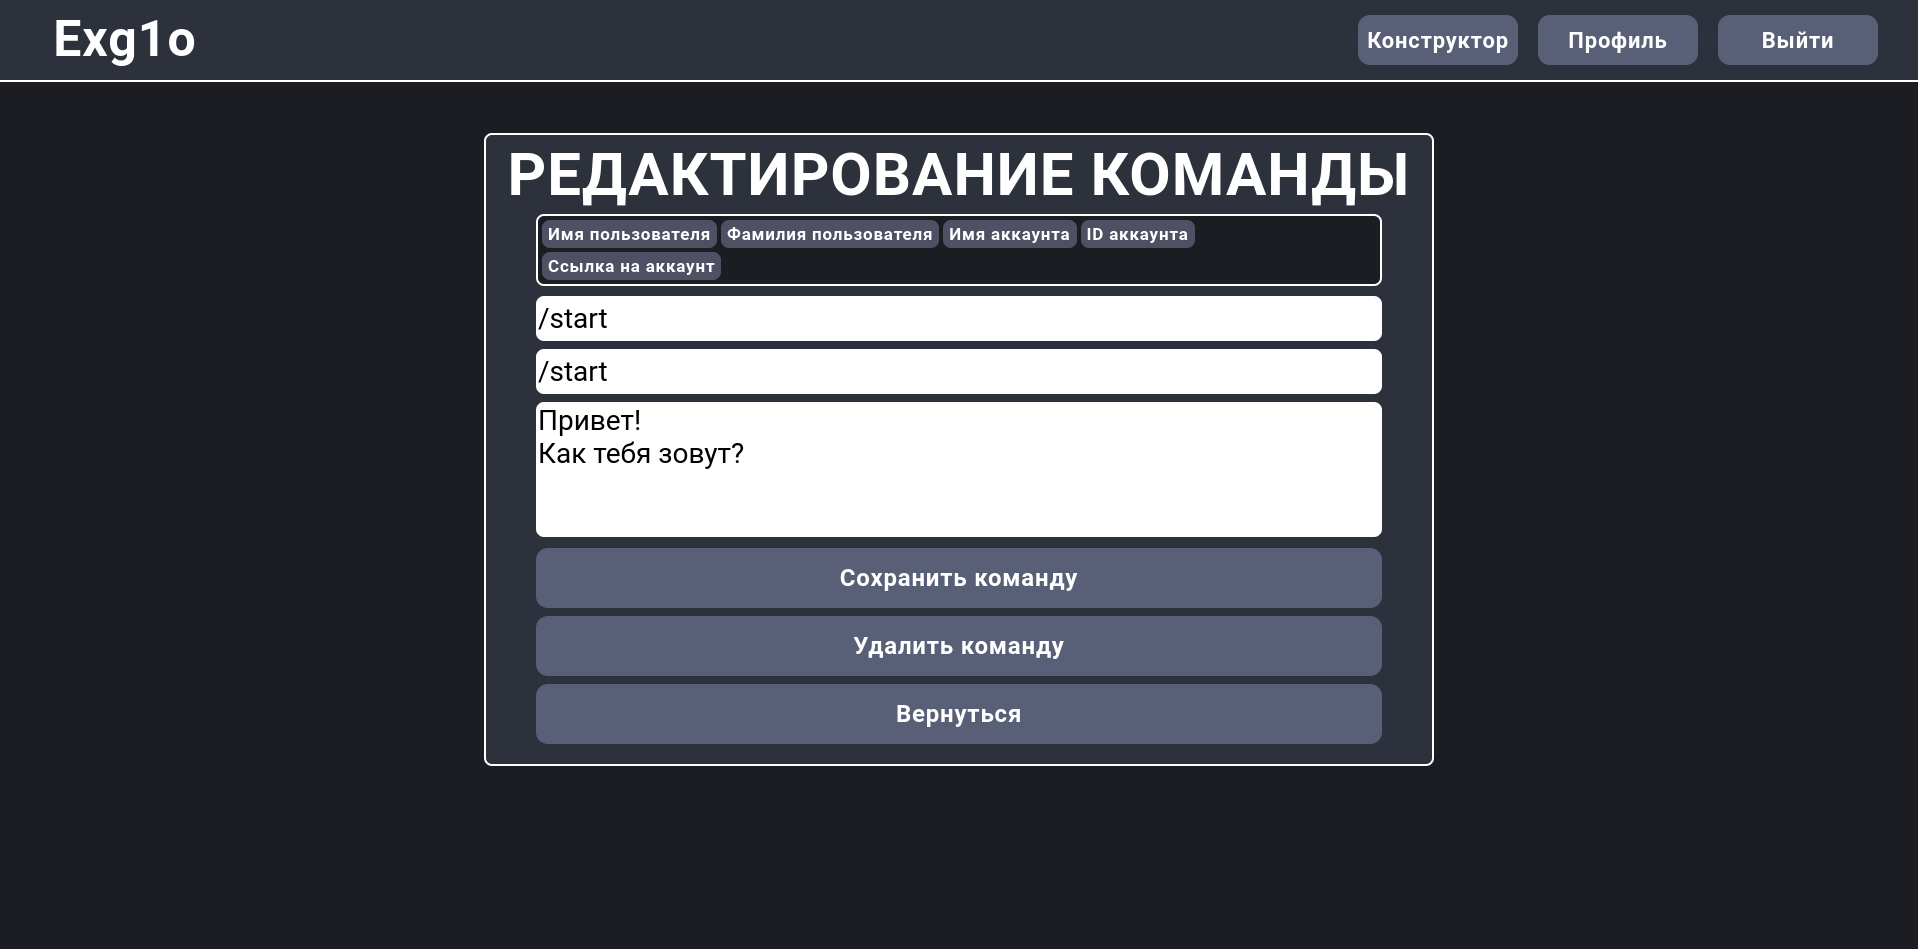 Exg1o
Конструктор
Профиль
Выйти
РЕДАКТИРОВАНИЕ КОМАНДЫ
Имя пользователя Фамилия пользователя Имя аккаунта ID аккаунта
Ссылка на аккаунт
/start
/start
Привет!
Как тебя зовут?
Сохранить команду
Удалить команду
Вернуться